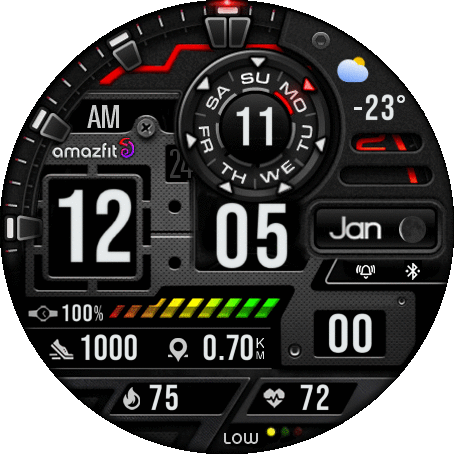 SU
MO
TU
WE
TH
FR
SA
11
-23°
AM
amazfit
24
12
05
Jan
100%
1000
0.70 KM
00
75
72
LOW